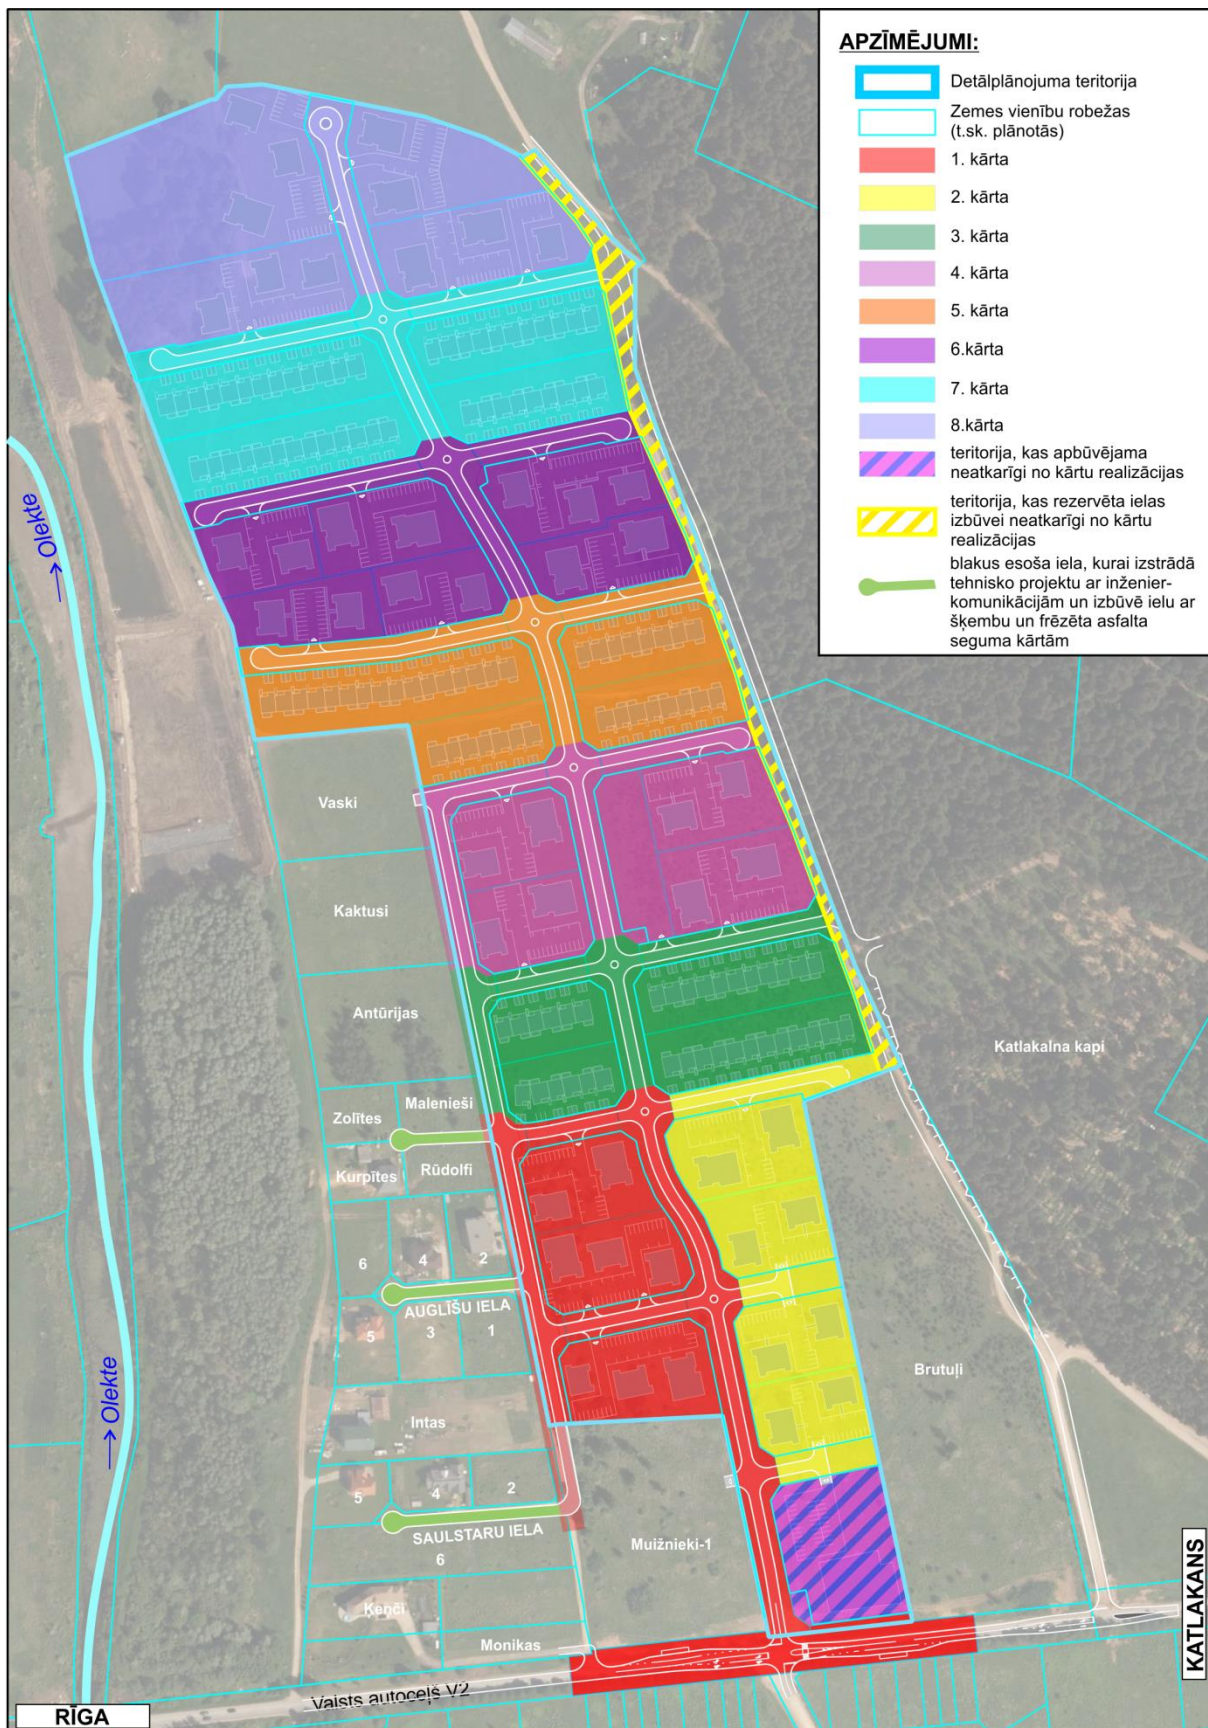 APZĪMĒJUMI:
Detālplānojuma teritorija
Zemes vienību robežas
(t.sk. plānotās)
1. kārta
2. kārta
3. kārta
4. kārta
5. kārta
6.kārta
7. kārta
8.kārta
teritorija, kas apbūvējama
neatkarīgi no kārtu realizācijas
teritorija, kas rezervēta ielas
izbūvei neatkarīgi no kārtu
realizācijas
blakus esoša iela, kurai izstrādā
tehnisko projektu ar inženier-
komunikācijām un izbūvē ielu ar
šķembu un frēzēta asfalta
seguma kārtām
Olekte
Vaski
Kaktusi
Antūrijas
Katlakalna kapi
Malenieši
Zolītes
Rūdolfi
Kurpītes
6
4
2
AUGLĪŠU IELA
5
3
1
Brutuļi
Olekte
Intas
5
4
2
SAULSTARU IELA
6
Muižnieki-1
Ķenči
Monikas
KATLAKANS
Valsts autoceļš V2
RĪGA